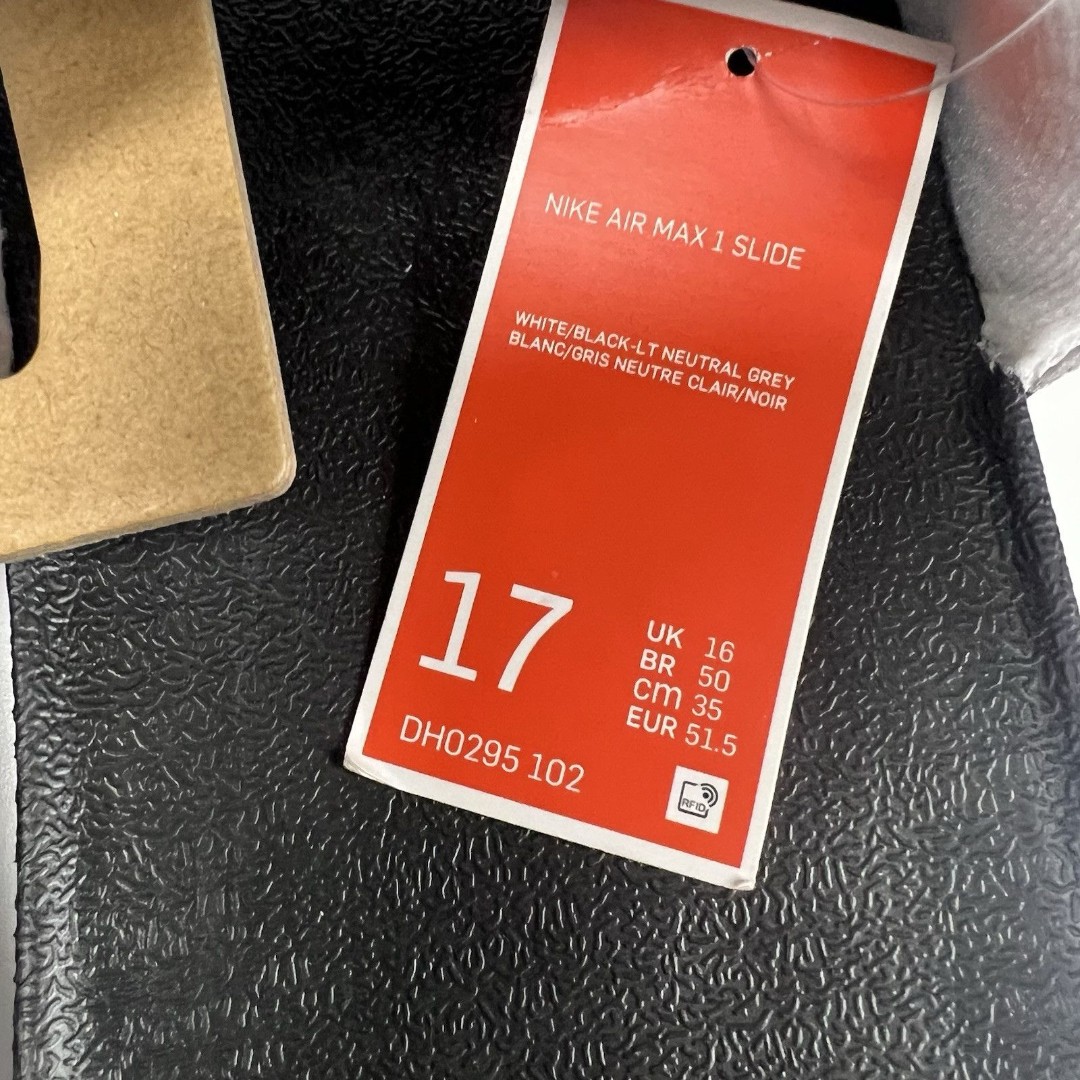 NIKE AIR MAX 1 SLIDE
WHITE/BLACK-LT NEUTRAL GREY
BLANC/GRIS NEUTRE CLAIR/NOIR
17
UK 16
BR 50
cm 35
EUR 51.5
DH0295 102
RFID